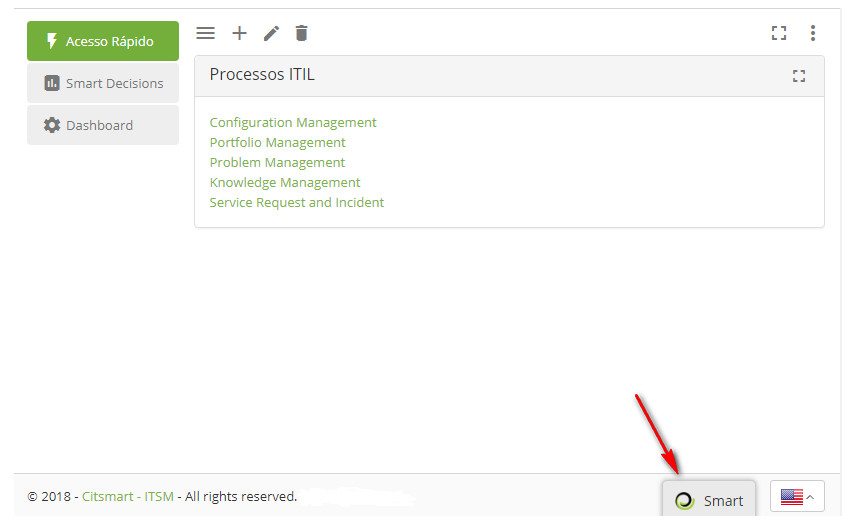 Acesso Rápido
Smart Decisions
Dashboard
Processos ITIL
Configuration Management
Portfolio Management
Problem Management
Knowledge Management
Service Request and Incident
© 2018 - Citsmart - ITSM - All rights reserved.
Smart